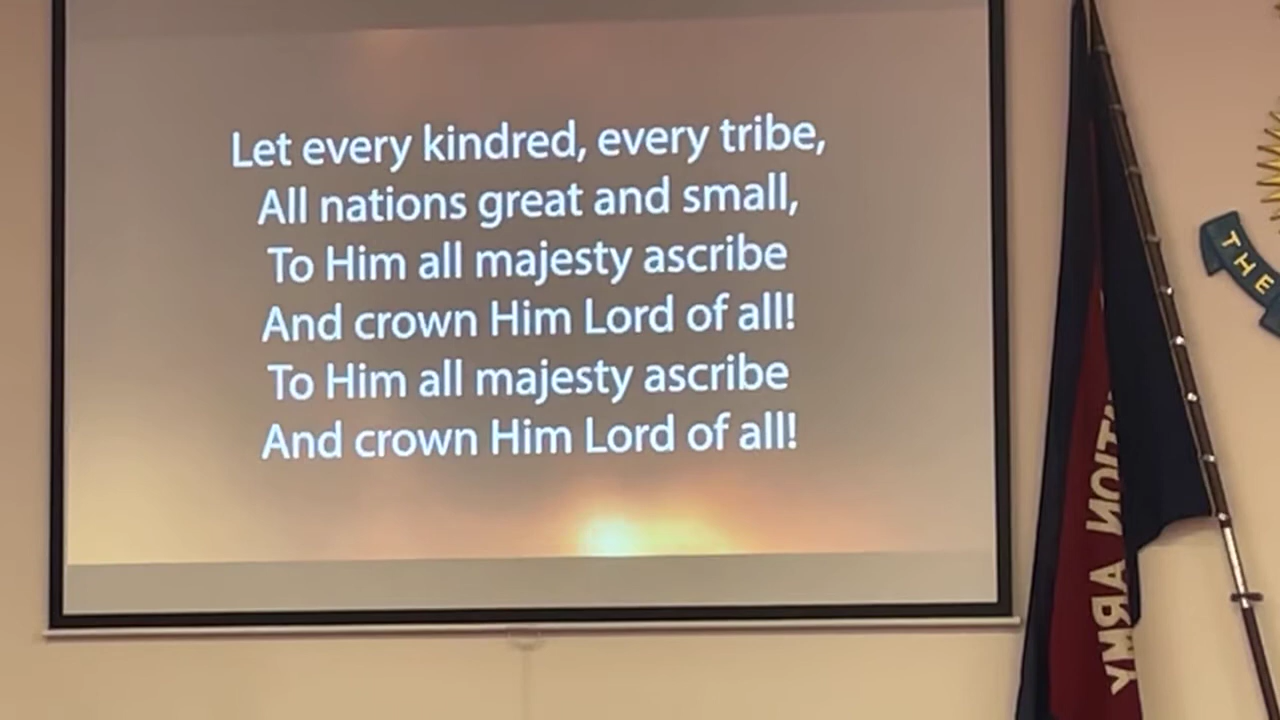 Let every kindred, every tribe,
All nations great and small,
To Him all majesty ascribe
And crown Him Lord of all!
To Him all majesty ascribe
And crown Him Lord of all!
THE
ATION
ARMY